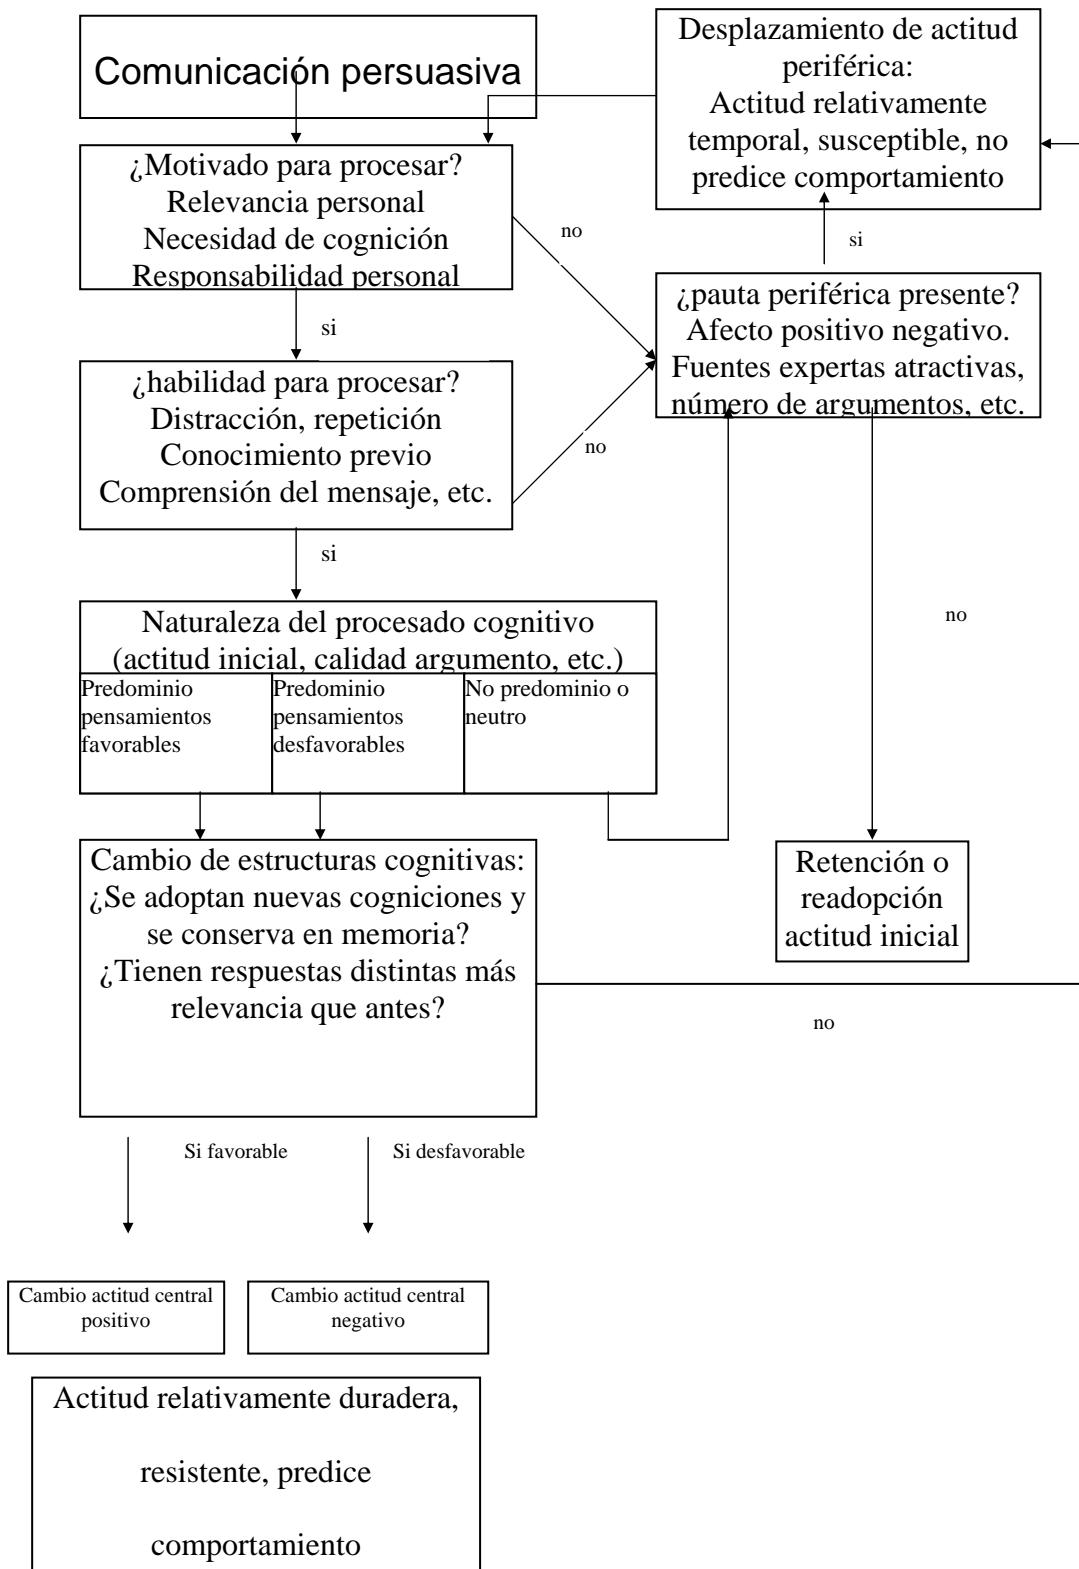 Comunicación persuasiva
Desplazamiento de actitud
periférica:
Actitud relativamente
temporal, susceptible, no
predice comportamiento
¿Motivado para procesar?
Relevancia personal
Necesidad de cognición
Responsabilidad personal
no
si
¿pauta periférica presente?
Afecto positivo negativo.
Fuentes expertas atractivas,
número de argumentos, etc.
si
¿habilidad para procesar?
Distracción, repetición
Conocimiento previo
Comprensión del mensaje, etc.
no
si
Naturaleza del procesado cognitivo
(actitud inicial, calidad argumento, etc.)
no
Predominio
pensamientos
favorables
Predominio
pensamientos
desfavorables
No predominio o
neutro
Cambio de estructuras cognitivas:
¿Se adoptan nuevas cogniciones y
se conserva en memoria?
¿Tienen respuestas distintas más
relevancia que antes?
Retención o
readopción
actitud inicial
no
Si favorable
Si desfavorable
Cambio actitud central
positivo
Cambio actitud central
negativo
Actitud relativamente duradera,
resistente, predice
comportamiento